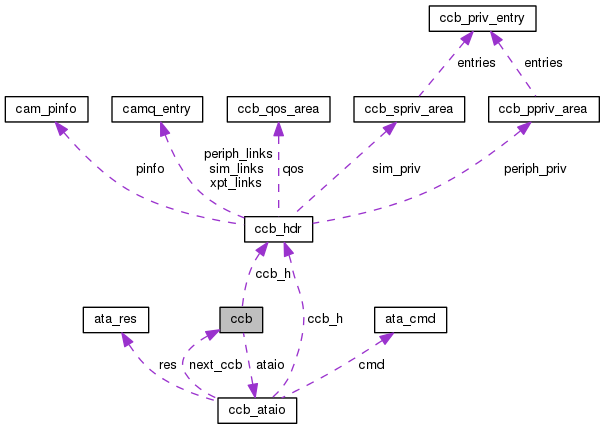 ccb_priv_entry
entries
entries
cam_pinfo
camq_entry
ccb_qos_area
ccb_spriv_area
ccb_ppriv_area
pinfo
periph_links
sim_links
xpt_links
qos
sim_priv
periph_priv
ccb_hdr
ccb_h
ata_res
ccb
ccb_h
ata_cmd
res
next_ccb
ataio
cmd
ccb_ataio